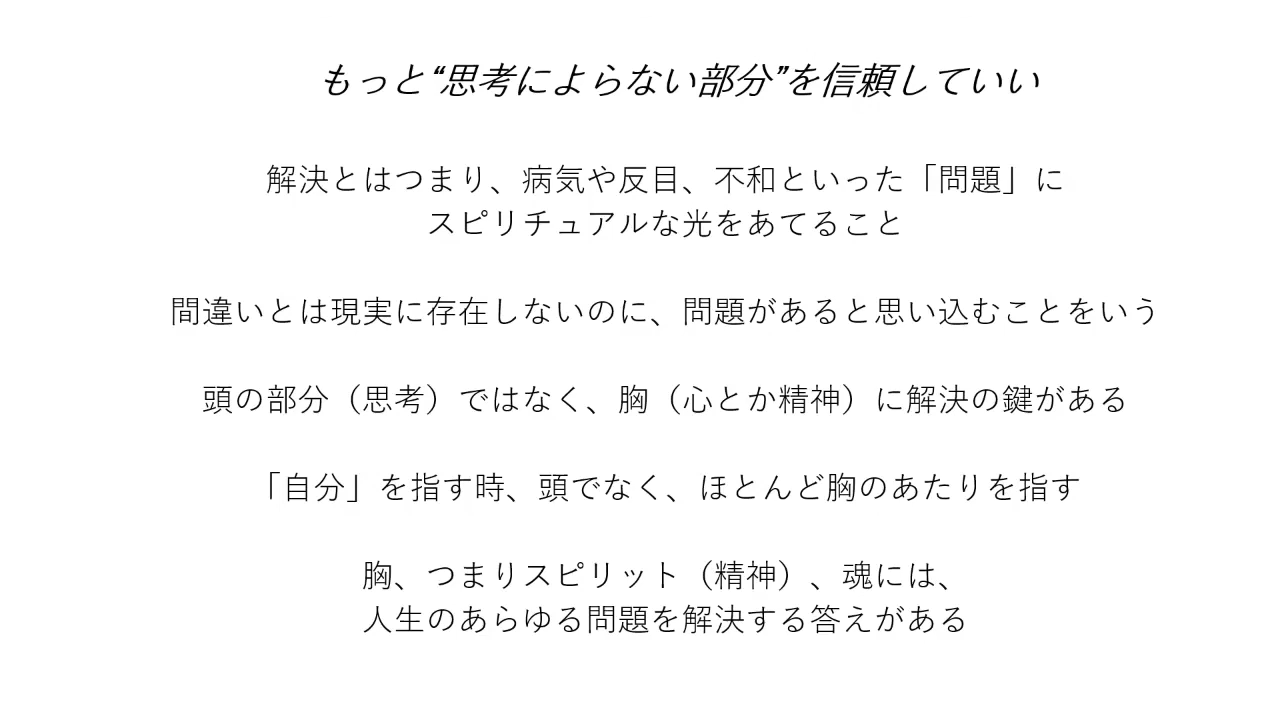 もっと“思考によらない部分”を信頼していい
解決とはつまり、病気や反目、不和といった「問題」に
スピリチュアルな光をあてること
間違いとは現実に存在しないのに、問題があると思い込むことをいう
頭の部分（思考）ではなく、胸（心とか精神）に解決の鍵がある
「自分」を指す時、頭でなく、ほとんど胸のあたりを指す
胸、つまりスピリット（精神）、魂には、
人生のあらゆる問題を解決する答えがある